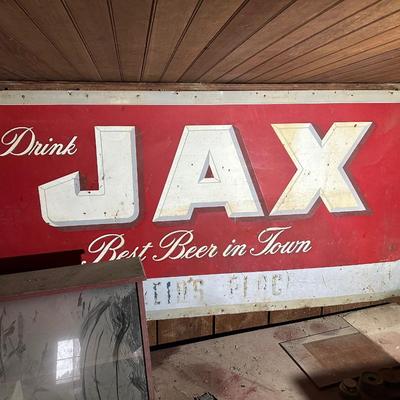 Drink
JAX
Best Beer in Town